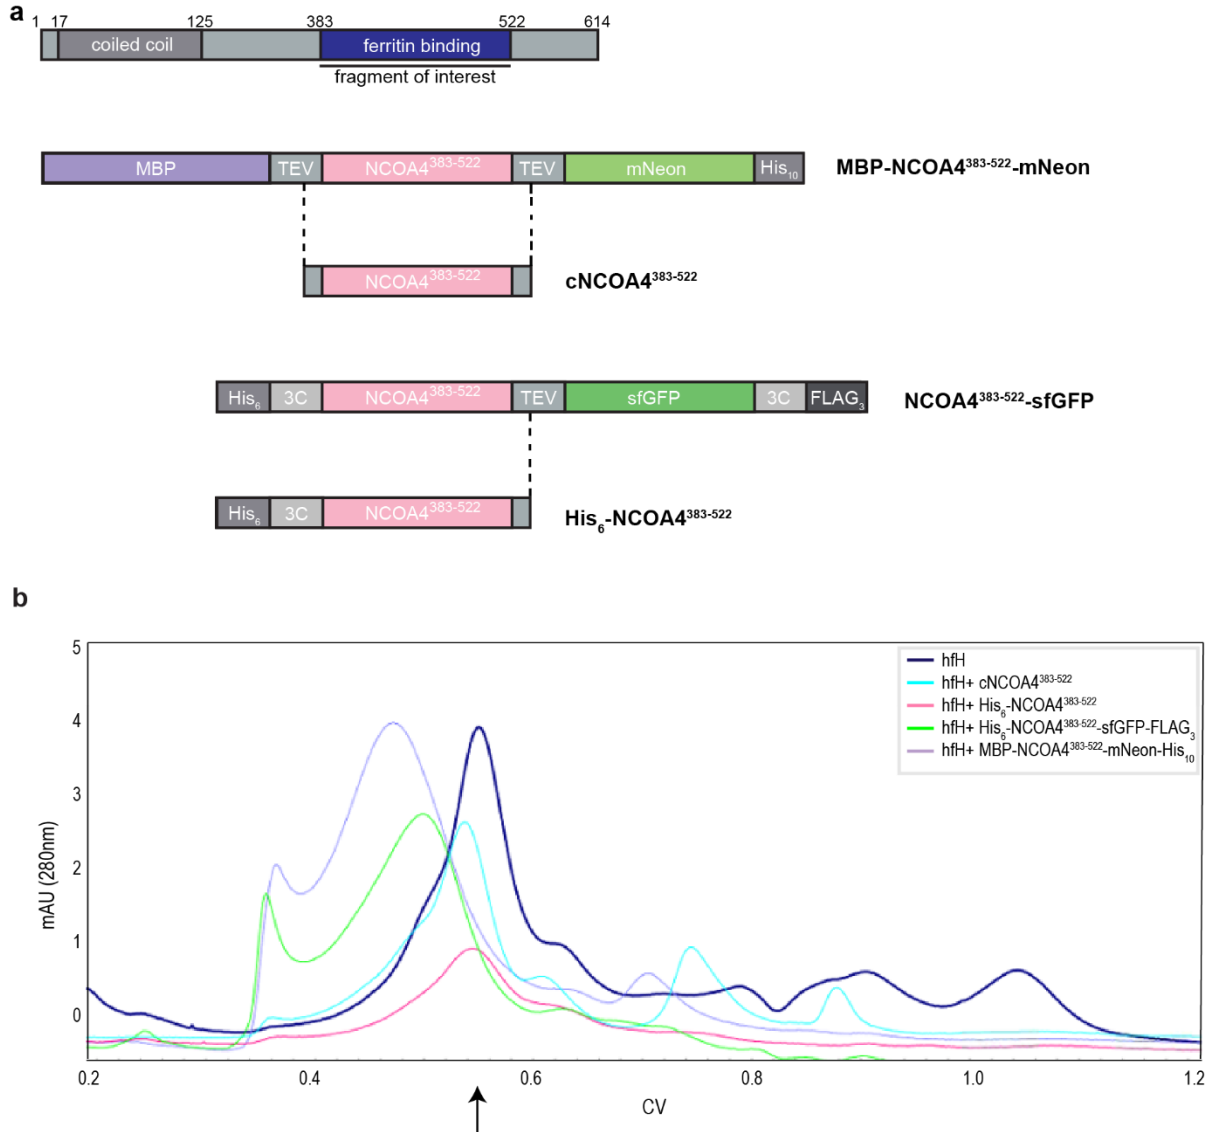 a
1 17 125 383 522 614
coiled coil ferritin binding
fragment of interest
MBP TEV NCOA4383-522 TEV mNeon His10 MBP-NCOA4383-522-mNeon
NCOA4383-522 cNCOA4383-522
His6 3C NCOA4383-522 TEV sfGFP 3C FLAG3 NCOA4383-522-sfGFP
His6 3C NCOA4383-522 His6-NCOA4383-522
b
5
4
3
2
1
0
mAU (280nm)
hfH
hfH+ cNCOA4383-522
hfH+ His6-NCOA4383-522
hfH+ His6-NCOA4383-522-sfGFP-FLAG3
hfH+ MBP-NCOA4383-522-mNeon-His10
0.2 0.4 0.6 0.8 1.0 1.2
CV